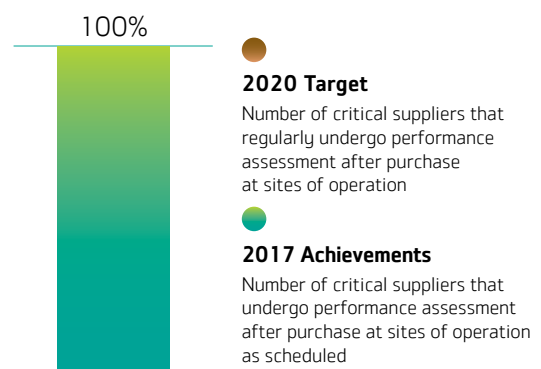 100%
2020 Target
Number of critical suppliers that
regularly undergo performance
assessment after purchase
at sites of operation
2017 Achievements
Number of critical suppliers that
undergo performance assessment
after purchase at sites of operation
as scheduled